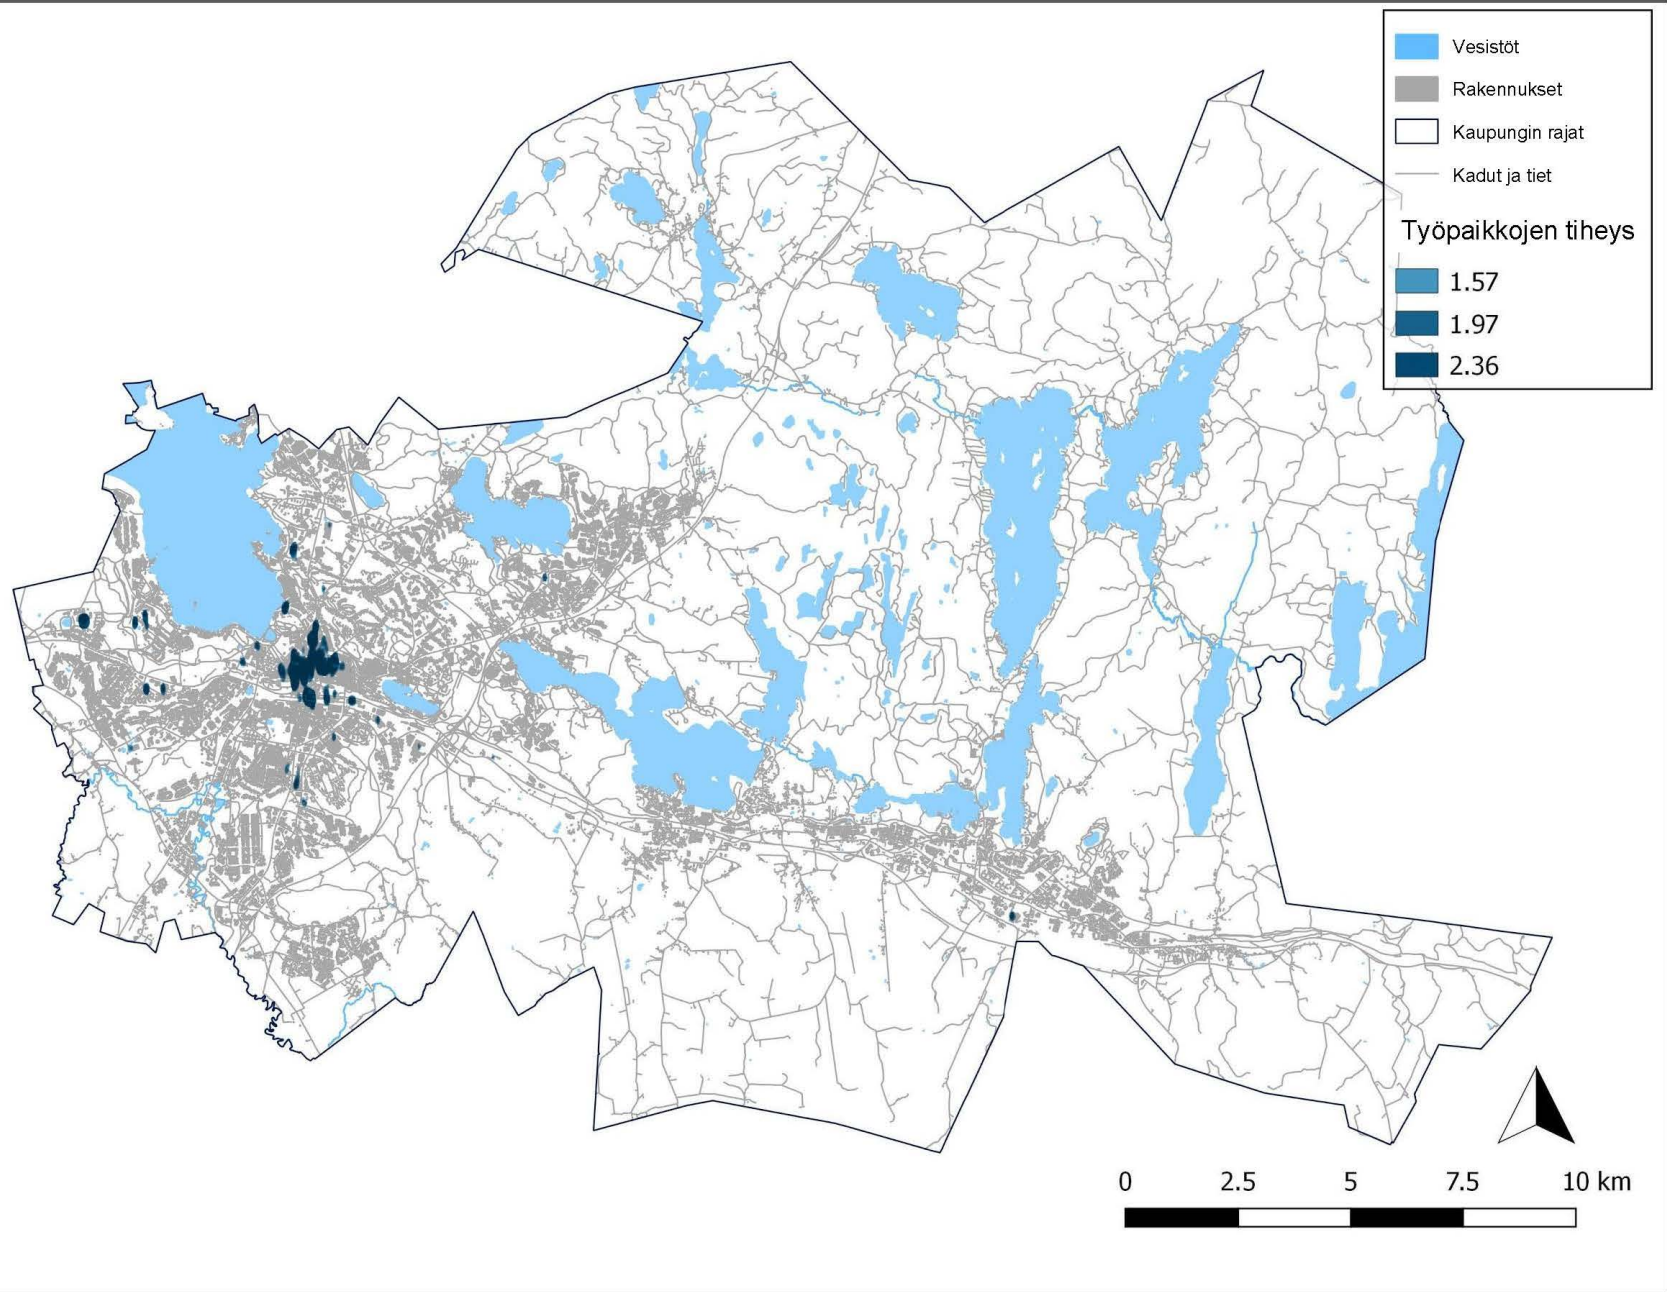 Vesistöt
Rakennukset
Kaupungin rajat
Kadut ja tiet
Työpaikkojen tiheys
1.57
1.97
2.36
0 2.5 5 7.5 10 km